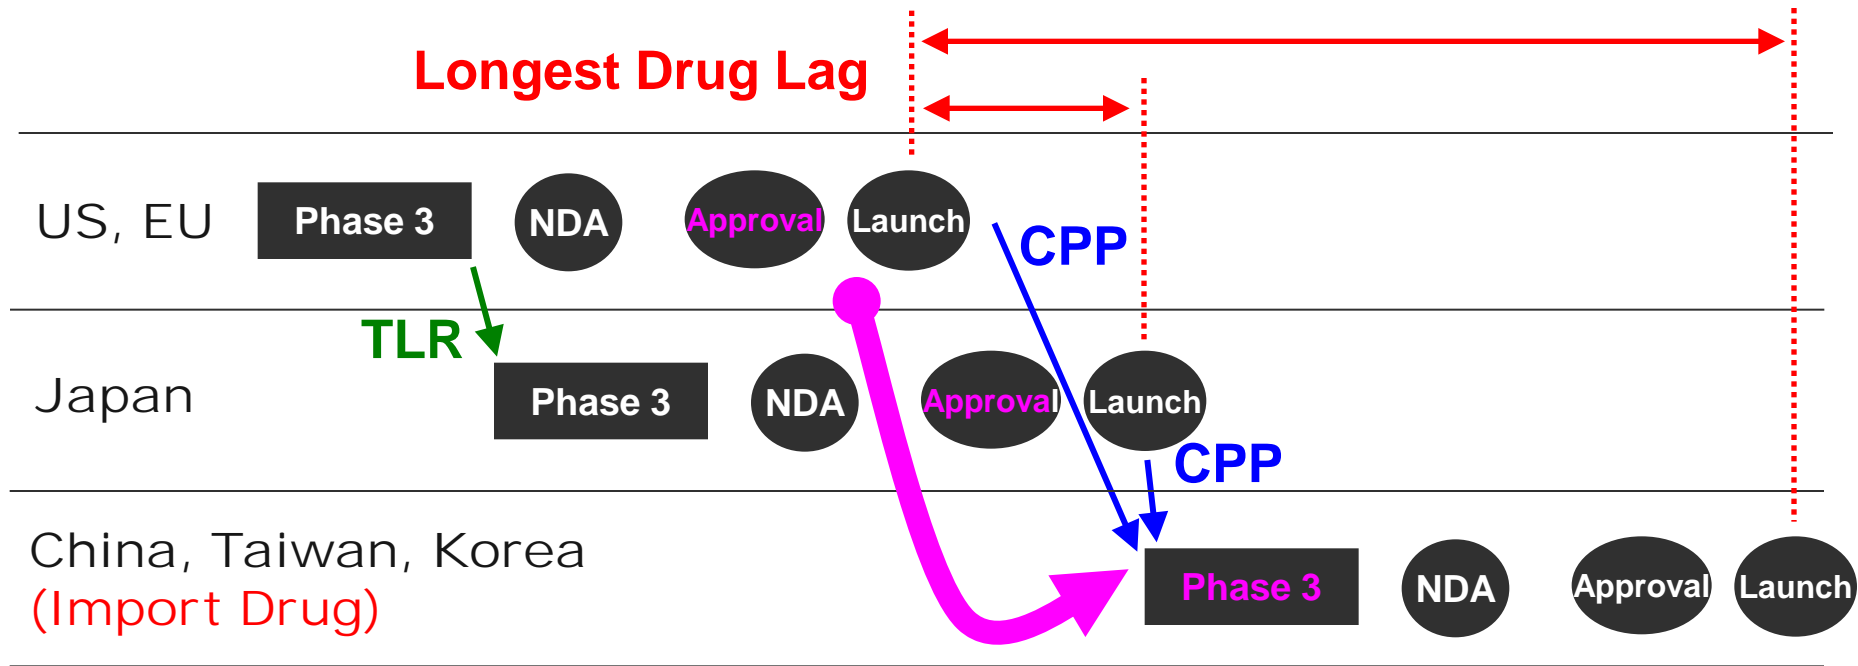 Longest Drug Lag
US, EU
Phase 3
NDA
Approval
Launch
CPP
TLR
Japan
Phase 3
NDA
Approval
Launch
CPP
China, Taiwan, Korea
(Import Drug)
Phase 3
NDA
Approval
Launch